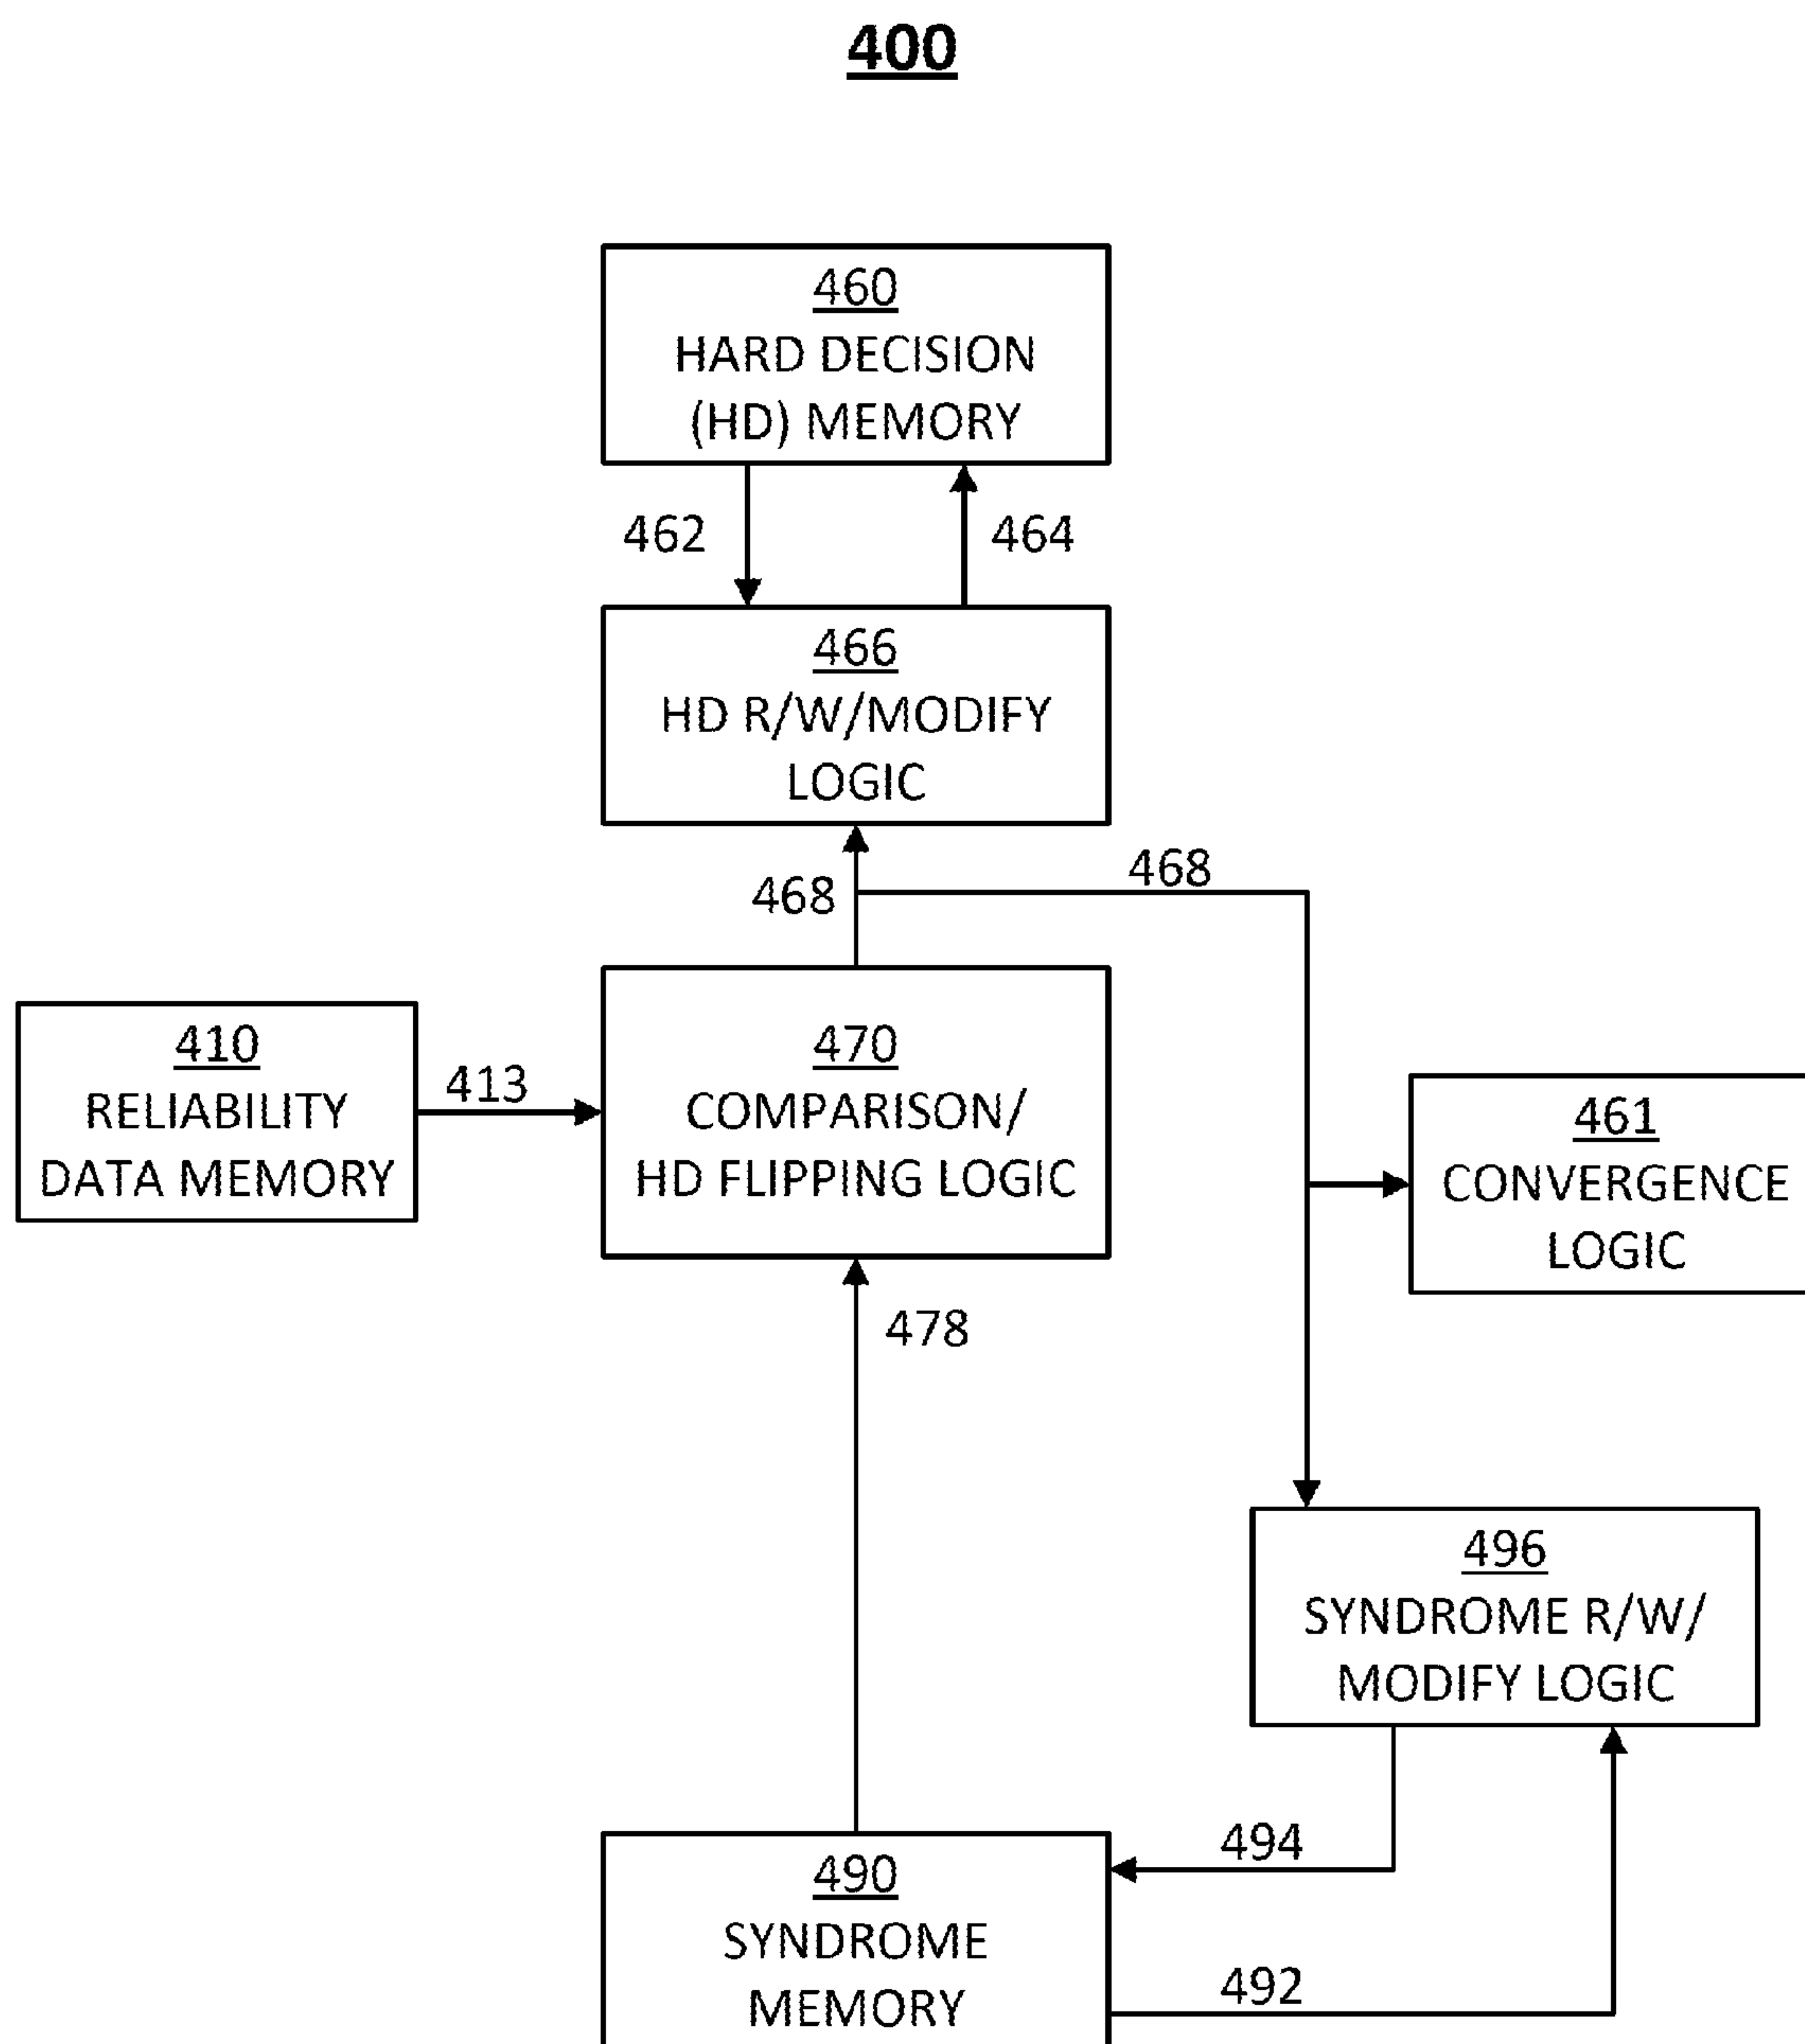 400
460
HARD DECISION
(HD) MEMORY
462
464
466
HD R/W/MODIFY
LOGIC
468
468
410
RELIABILITY
DATA MEMORY
413
470
COMPARISON/
HD FLIPPING LOGIC
461
CONVERGENCE
LOGIC
478
496
SYNDROME R/W/
MODIFY LOGIC
494
490
SYNDROME
MEMORY
492